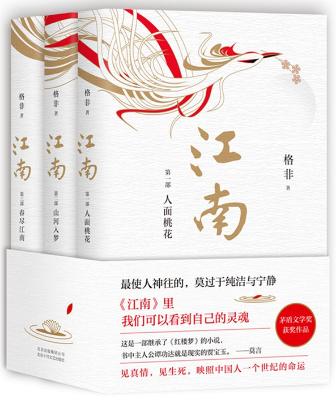 格非 著
江南
第三部 春尽江南
格非 著
江南
第二部 山河入梦
格非 著
江南
第一部 人面桃花
江南
格非 著
第一部 人面桃花
最使人神往的，莫过于纯洁与宁静
《江南》里
我们可以看到自己的灵魂
这是一部继承了《红楼梦》的小说，
书中主人公谭功达就是现实的贾宝玉。——莫言
见真情，见生死，映照中国人一个世纪的命运
茅盾文学奖
获奖作品